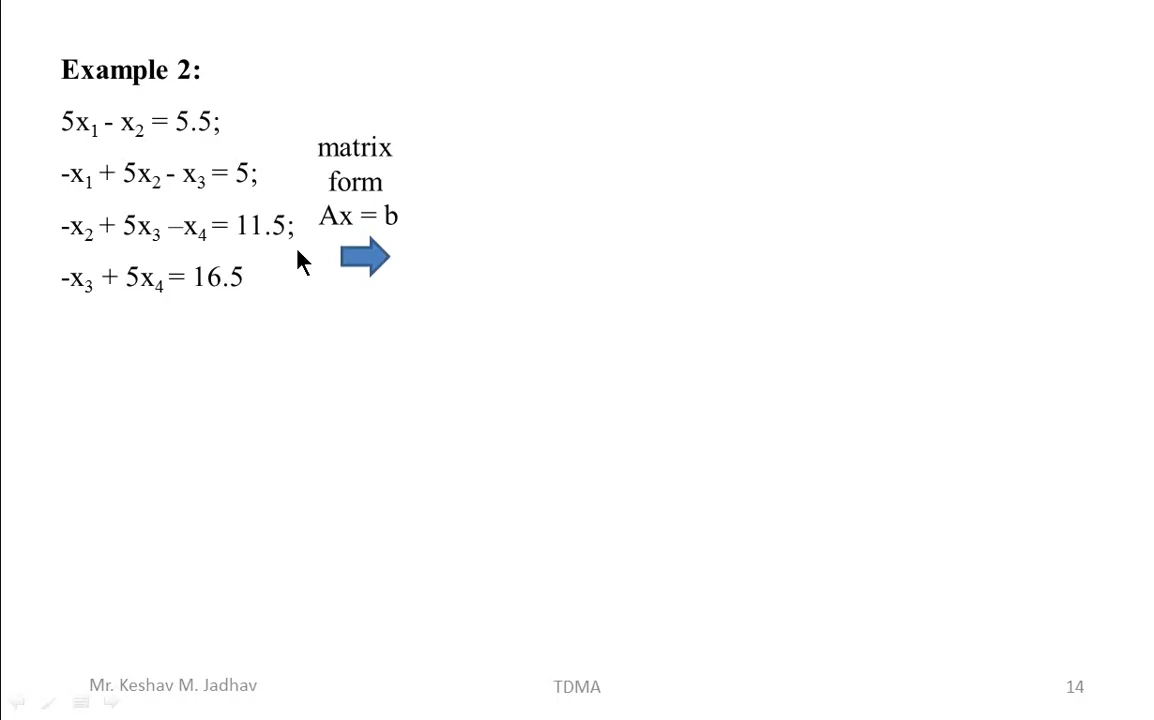 Example 2:
5x₁ - x₂ = 5.5;
-x₁ + 5x₂ - x₃ = 5;
-x₂ + 5x₃ –x₄ = 11.5;
-x₃ + 5x₄ = 16.5
matrix
form
Ax = b
Mr. Keshav M. Jadhav
TDMA
14